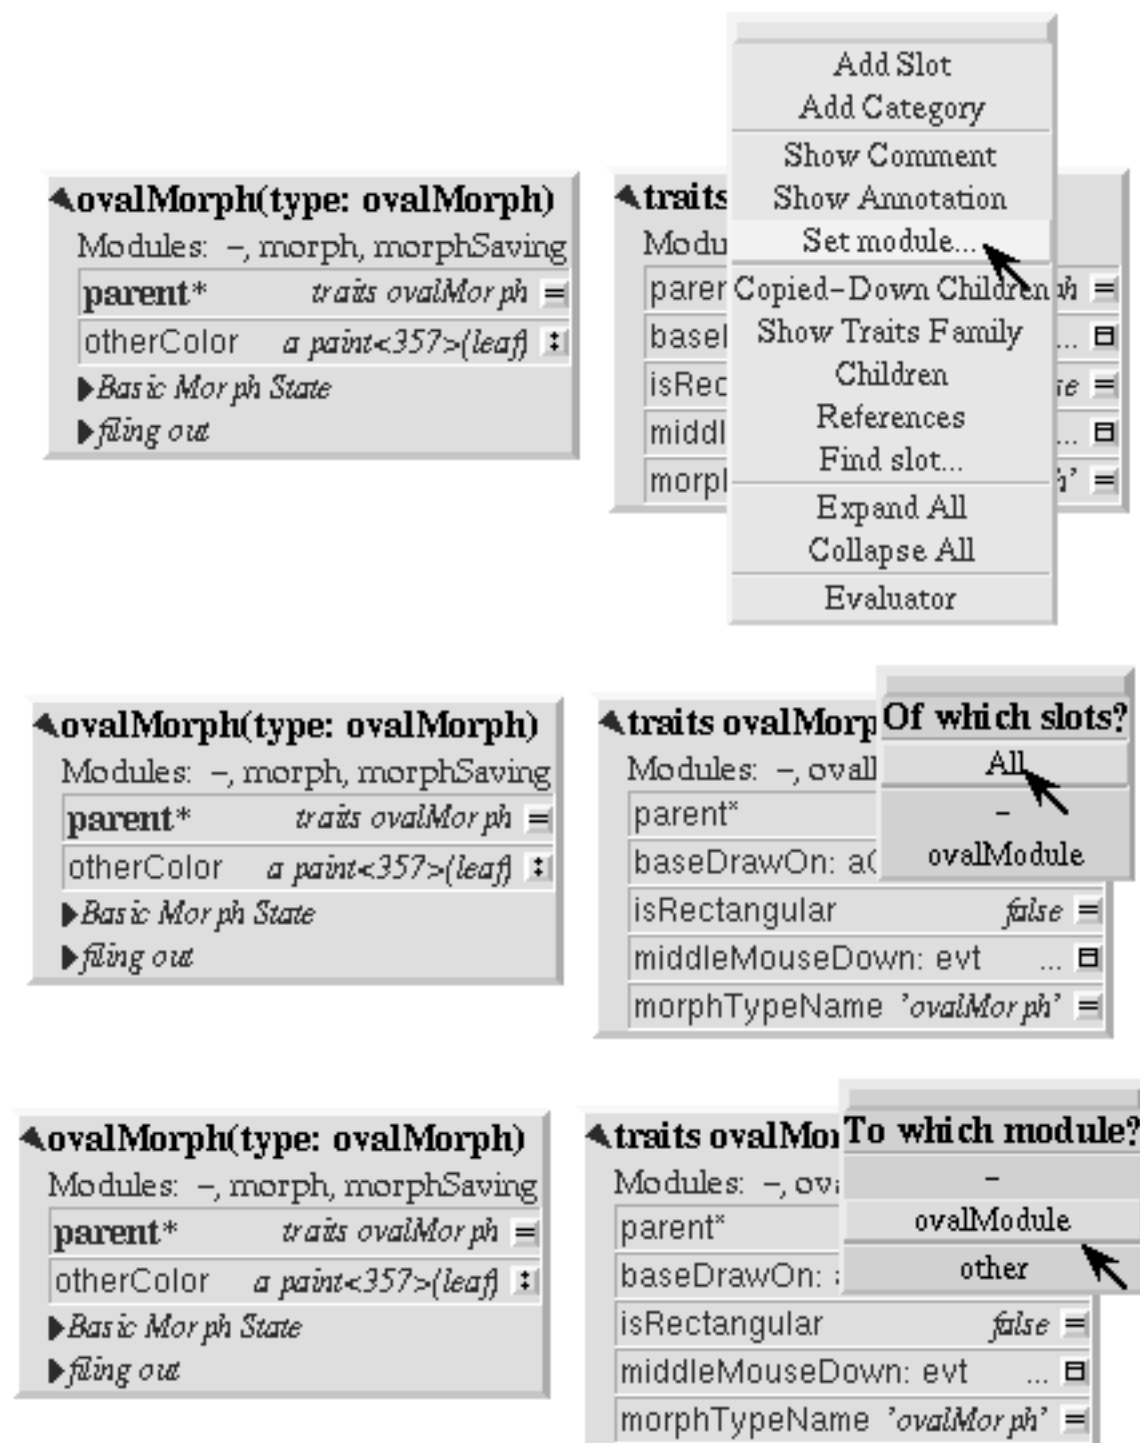 Add Slot
Add Category
Show Comment
Show Annotation
Set module...
Copied-Down Children
Show Traits Family
Children
References
Find slot...
Expand All
Collapse All
Evaluator
ovalMorph(type: ovalMorph)
Modules: –, morph, morphSaving
parent* traits ovalMorph =
otherColor a paint<357>(leaf) :
Basic Morph State
filing out
traits
Modu
paren ph =
basel ...
isRec se =
middl ...
morpl h' =
ovalMorph(type: ovalMorph)
Modules: –, morph, morphSaving
parent* traits ovalMorph =
otherColor a paint<357>(leaf) :
Basic Morph State
filing out
traits ovalMorp
Modules: –, oval
parent*
baseDrawOn: a
isRectangular false =
middleMouseDown: evt ...
morphTypeName 'ovalMorph' =
Of which slots?
All
–
ovalModule
ovalMorph(type: ovalMorph)
Modules: –, morph, morphSaving
parent* traits ovalMorph =
otherColor a paint<357>(leaf) :
Basic Morph State
filing out
traits ovalMor
Modules: –, ov
parent*
baseDrawOn:
isRectangular false =
middleMouseDown: evt ...
morphTypeName 'ovalMorph' =
To which module?
–
ovalModule
other